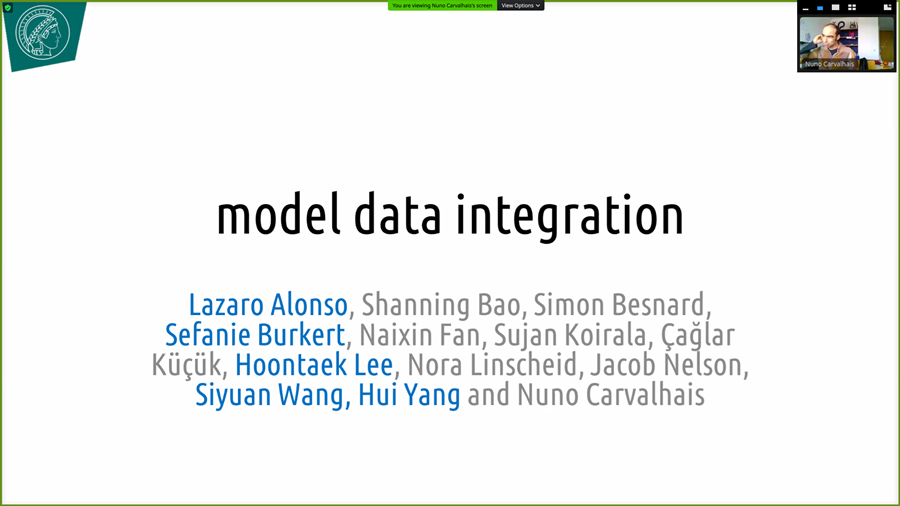 You are viewing Nuno Carvalhais's screen
View Options
Nuno Carvalhais
model data integration
Lazaro Alonso, Shanning Bao, Simon Besnard,
Sefanie Burkert, Naixin Fan, Sujan Koirala, Çağlar
Küçük, Hoontaek Lee, Nora Linscheid, Jacob Nelson,
Siyuan Wang, Hui Yang and Nuno Carvalhais